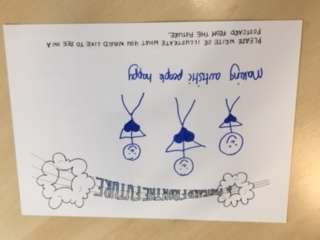 A POSTCARD FROM THE FUTURE
Making autistic people happy
PLEASE WRITE OR ILLUSTRATE WHAT YOU WOULD LIKE TO SEE ON A
POSTCARD FROM THE FUTURE.